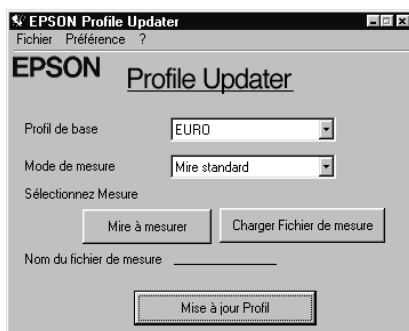 EPSON Profile Updater
Fichier Préférence ?
EPSON Profile Updater
Profil de base EURO
Mode de mesure Mire standard
Sélectionnez Mesure
Mire à mesurer Charger Fichier de mesure
Nom du fichier de mesure
Mise à jour Profil